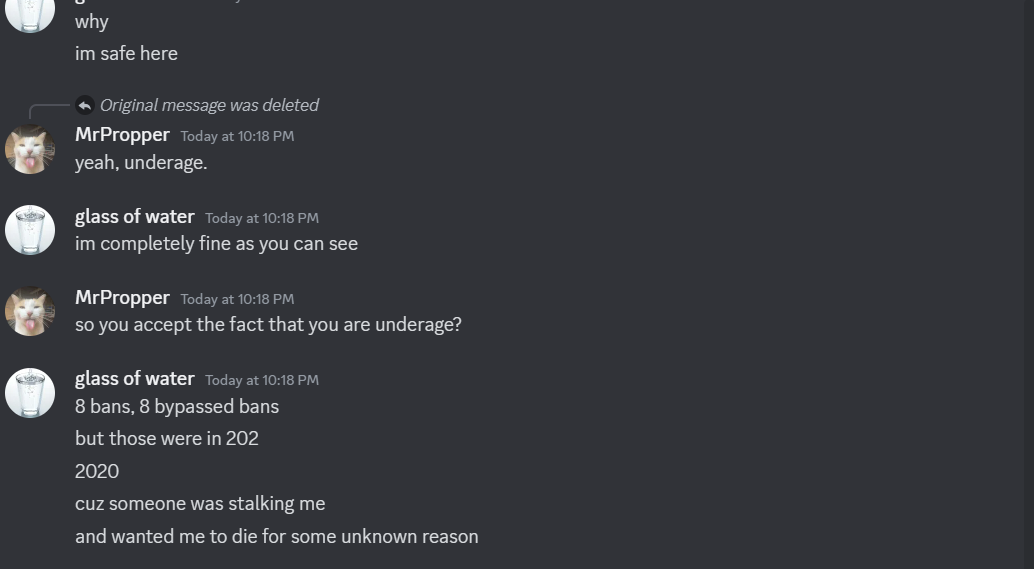 why
im safe here
Original message was deleted
MrPropper Today at 10:18 PM
yeah, underage.
glass of water Today at 10:18 PM
im completely fine as you can see
MrPropper Today at 10:18 PM
so you accept the fact that you are underage?
glass of water Today at 10:18 PM
8 bans, 8 bypassed bans
but those were in 202
2020
cuz someone was stalking me
and wanted me to die for some unknown reason